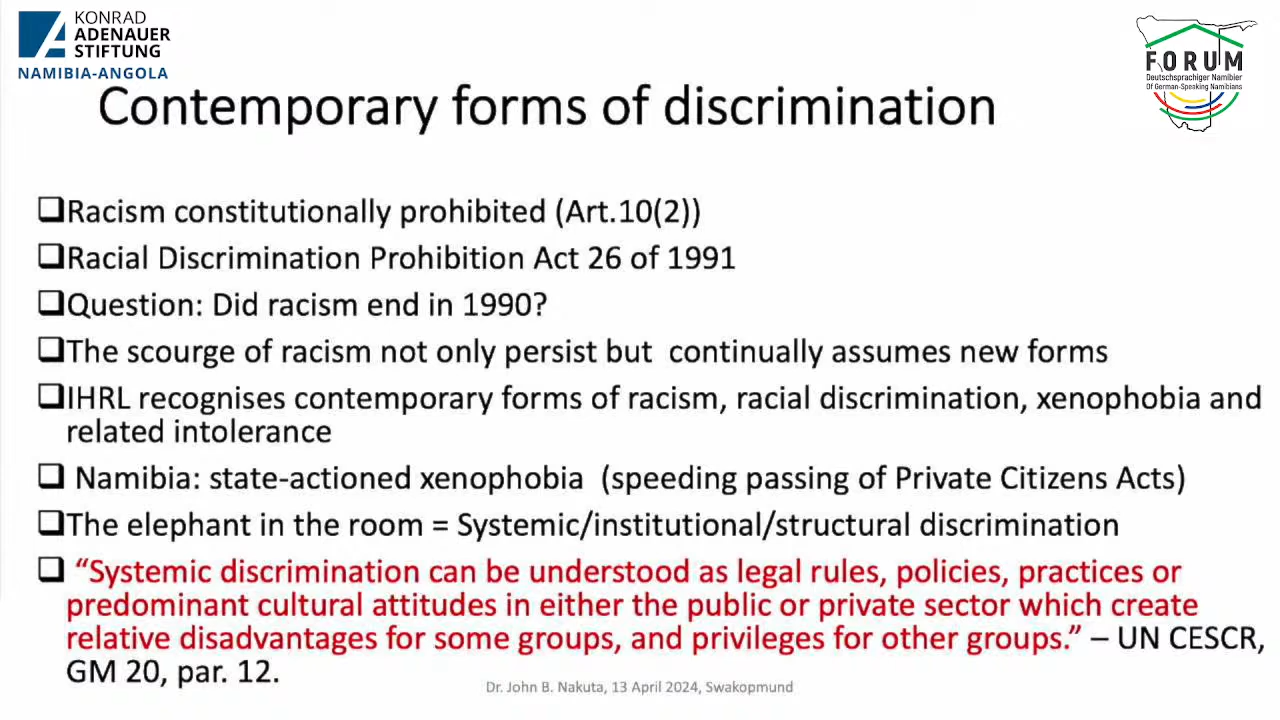 KONRAD
ADENAUER
STIFTUNG
NAMIBIA-ANGOLA
FORUM
Deutschsprachiger Namibier
Of German-Speaking Namibians
Contemporary forms of discrimination
Racism constitutionally prohibited (Art.10(2))
Racial Discrimination Prohibition Act 26 of 1991
Question: Did racism end in 1990?
The scourge of racism not only persist but continually assumes new forms
IHRL recognises contemporary forms of racism, racial discrimination, xenophobia and
related intolerance
Namibia: state-actioned xenophobia (speeding passing of Private Citizens Acts)
The elephant in the room = Systemic/institutional/structural discrimination
“Systemic discrimination can be understood as legal rules, policies, practices or
predominant cultural attitudes in either the public or private sector which create
relative disadvantages for some groups, and privileges for other groups.” – UN CESCR,
GM 20, par. 12.
Dr. John B. Nakuta, 13 April 2024, Swakopmund